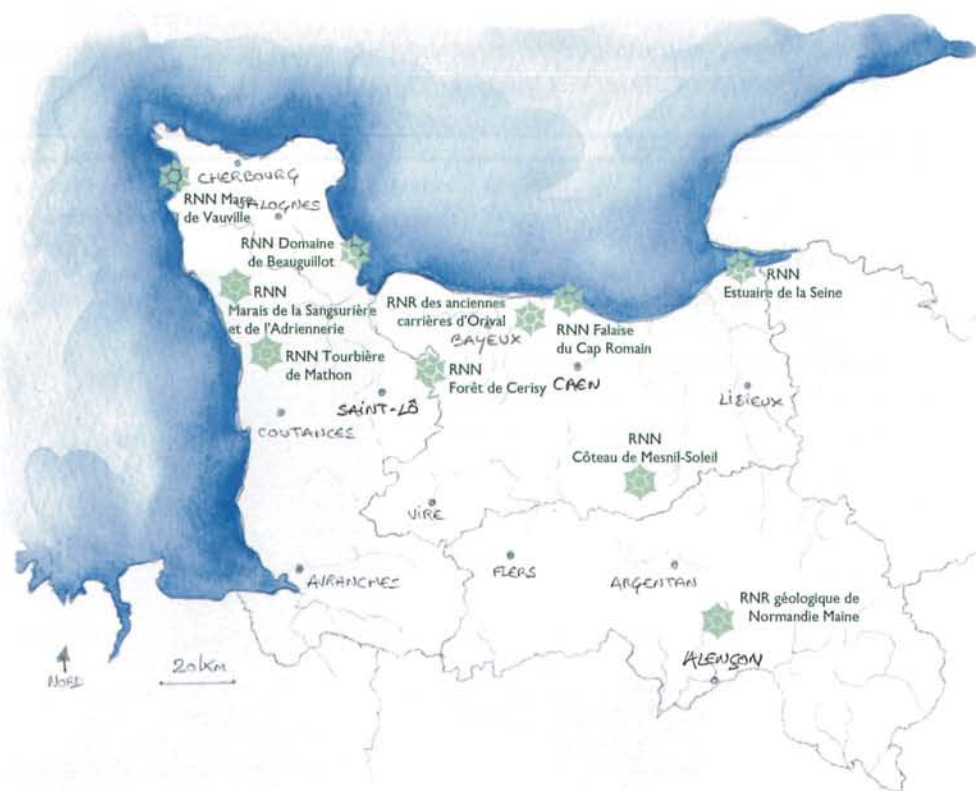 CHERBOURG
RNN Mare
de Vauville
VALOGNES
RNN Domaine
de Beauguillot
RNN
Marais de la Sangsurière
et de l'Adriennerie
RNR des anciennes
carrières d'Orival
BAYEUX
RNN Falaise
du Cap Romain
RNN
Estuaire de la Seine
RNN Tourbière
de Mathon
RNN
Forêt de Cerisy
CAEN
SAINT-LÔ
LISIEUX
COUTANCES
RNN
Côteau de Mesnil-Soleil
VIRE
AVRANCHES
FLERS
ARGENTAN
RNR géologique de
Normandie Maine
ALENÇON
NORD
20 KM